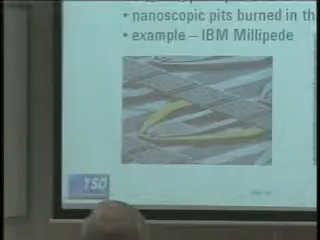 • nanoscopic pits burned in th
• example – IBM Millipede
TSO